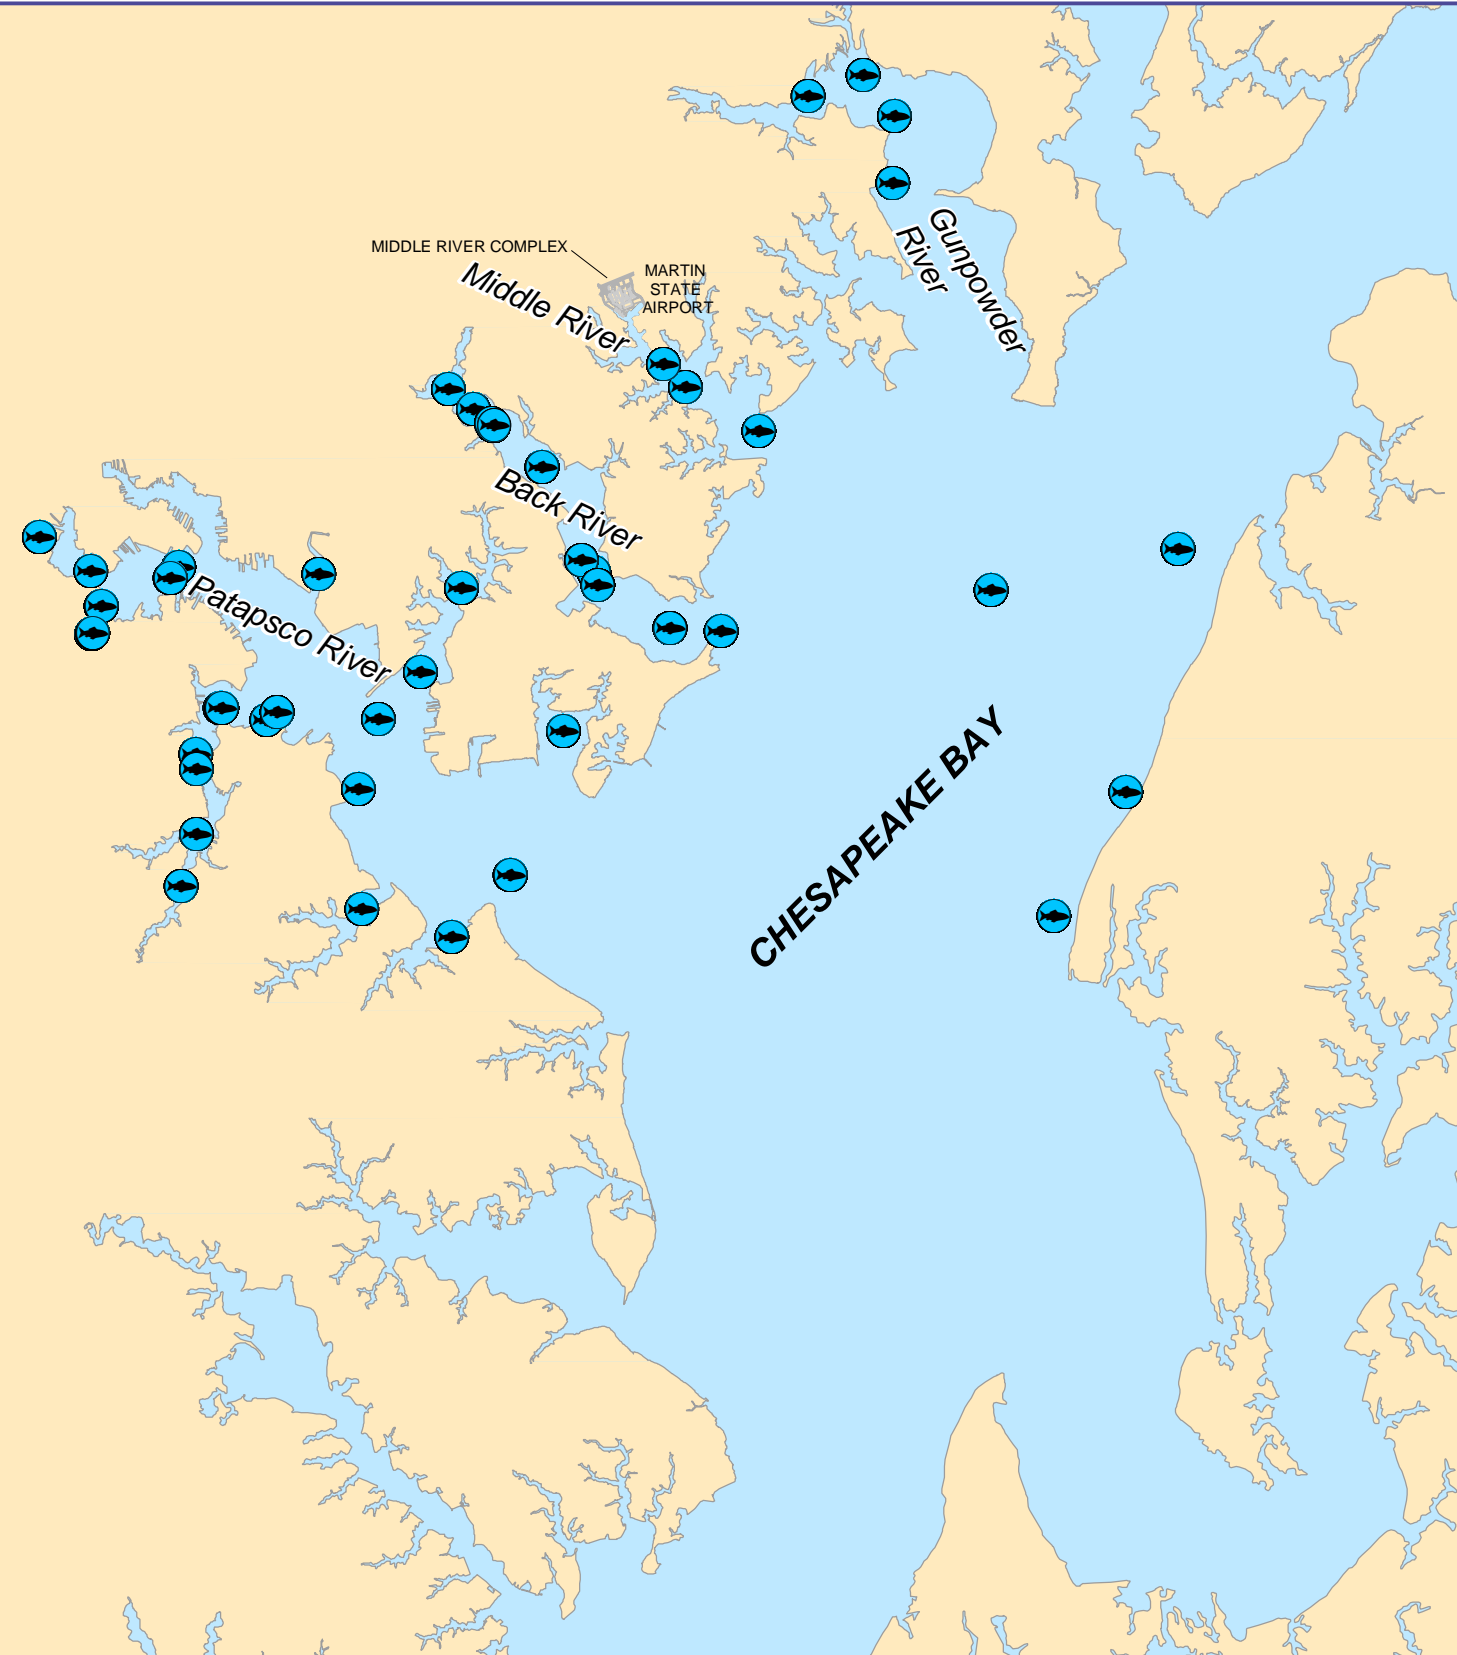 Gunpowder
River
MIDDLE RIVER COMPLEX
MARTIN
STATE
AIRPORT
Middle River
Back River
Patapsco River
CHESAPEAKE BAY